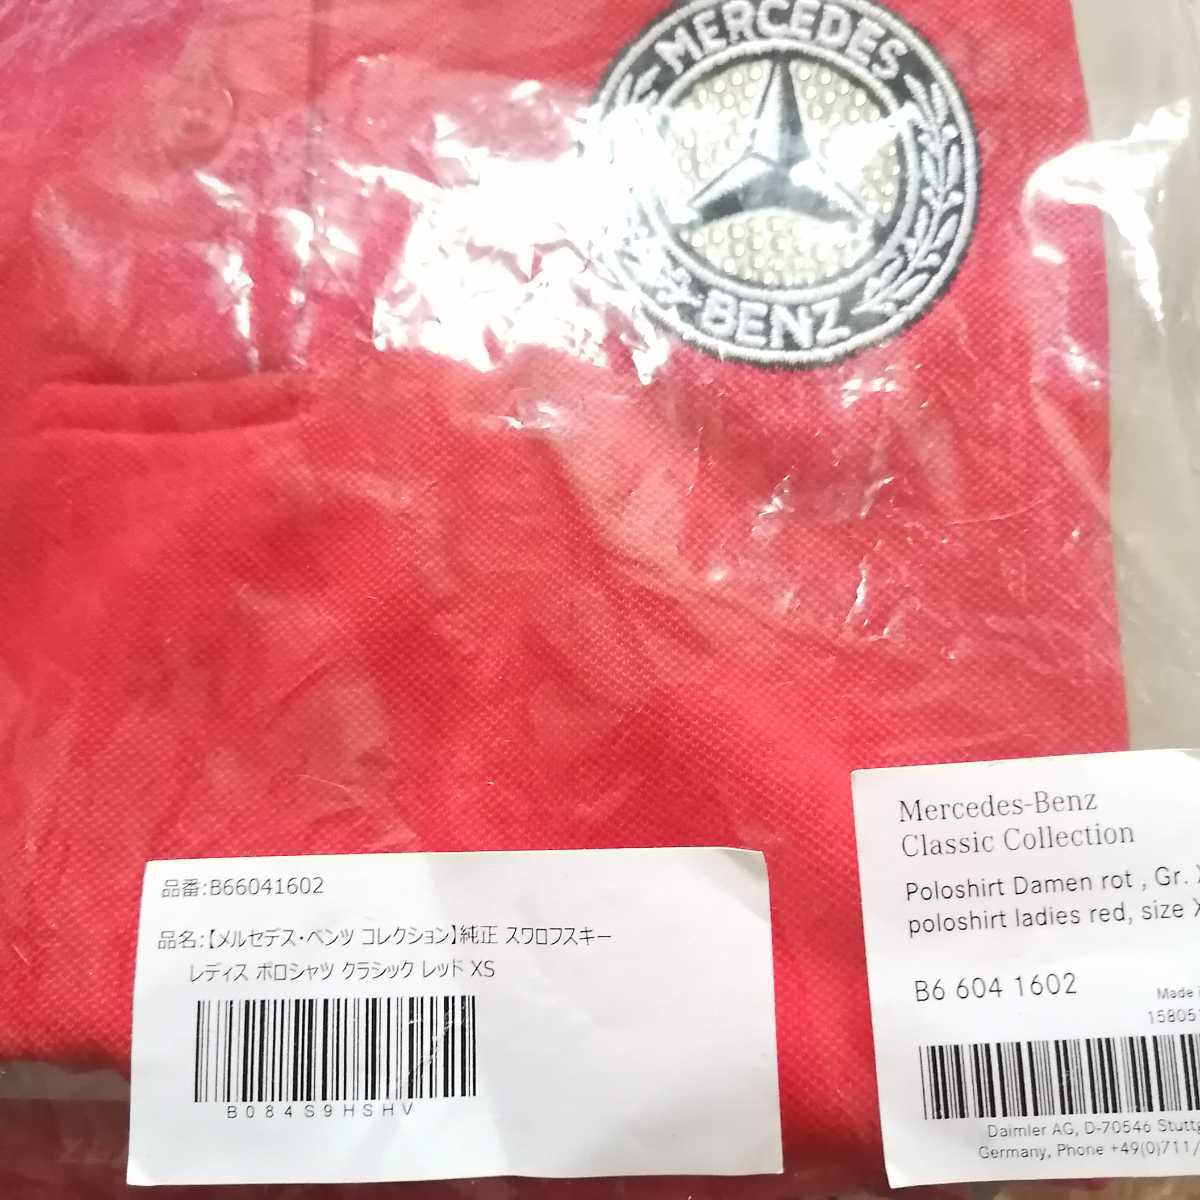 MERCEDES
BENZ
品番:B66041602
品名:【メルセデス・ベンツ コレクション】純正 スワロフスキー
レディス ポロシャツ クラシック レッド XS
B084S9HSHV
Mercedes-Benz
Classic Collection
Poloshirt Damen rot , Gr.
poloshirt ladies red, size
B6 604 1602
Made
Daimler AG, D-70546
Germany, Phone +49(0)711/